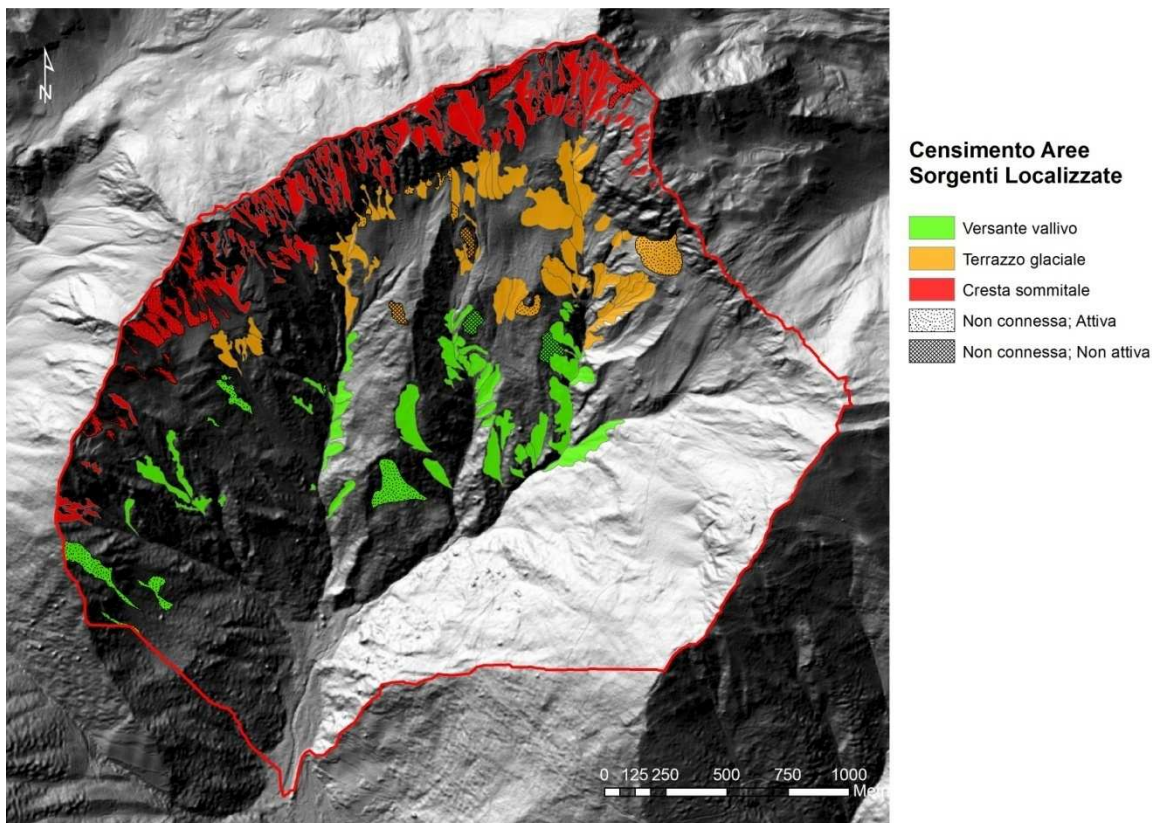 N
Censimento Aree
Sorgenti Localizzate
Versante vallivo
Terrazzo glaciale
Cresta sommitale
Non connessa; Attiva
Non connessa; Non attiva
0 125 250 500 750 1000